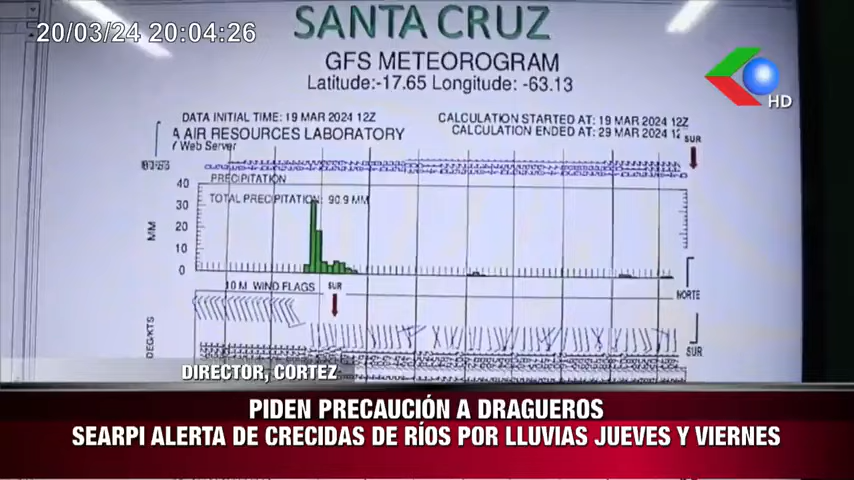 20/03/24 20:04:26
SANTA CRUZ
GFS METEOROGRAM
Latitude:-17.65 Longitude: -63.13
HD
DATA INITIAL TIME: 19 MAR 2024 12Z
CALCULATION STARTED AT: 19 MAR 2024 12Z
A AIR RESOURCES LABORATORY
CALCULATION ENDED AT: 29 MAR 2024 12
Web Server
SUR
PRECIPITATION
TOTAL PRECIPITATION: 90.9 MM
40
30
20
10
0
MM
10 M WIND FLAGS
SUR
NORTE
DEG/KTS
SUR
DIRECTOR, CORTEZ
PIDEN PRECAUCIÓN A DRAGUEROS
SEARPI ALERTA DE CRECIDAS DE RÍOS POR LLUVIAS JUEVES Y VIERNES